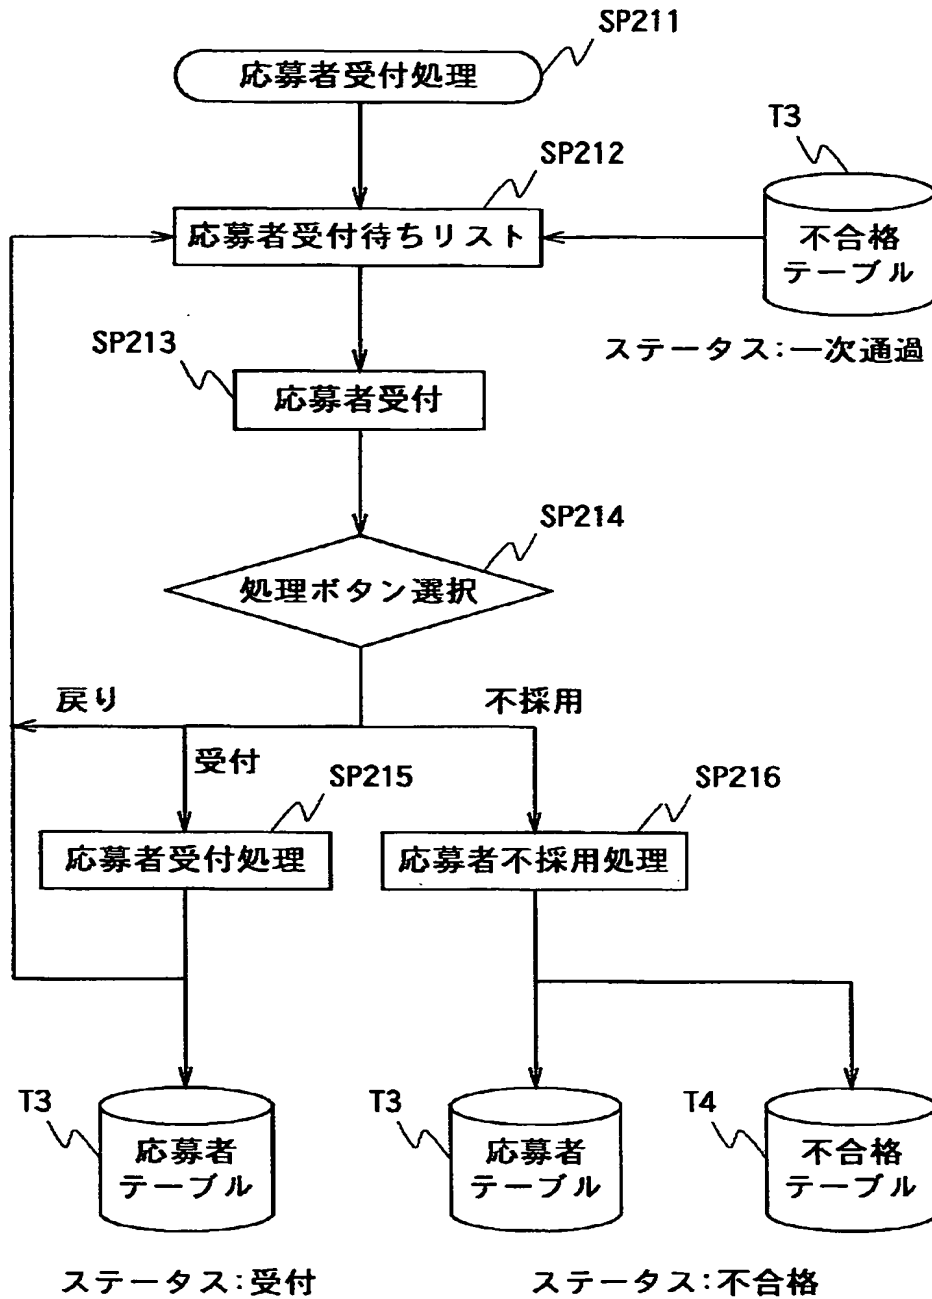 SP211
応募者受付処理
T3
SP212
応募者受付待ちリスト
不合格
テーブル
SP213
ステータス:一次通過
応募者受付
SP214
処理ボタン選択
戻り
不採用
受付
SP215
SP216
応募者受付処理
応募者不採用処理
T3
T3
T4
応募者
テーブル
応募者
テーブル
不合格
テーブル
ステータス:受付
ステータス:不合格